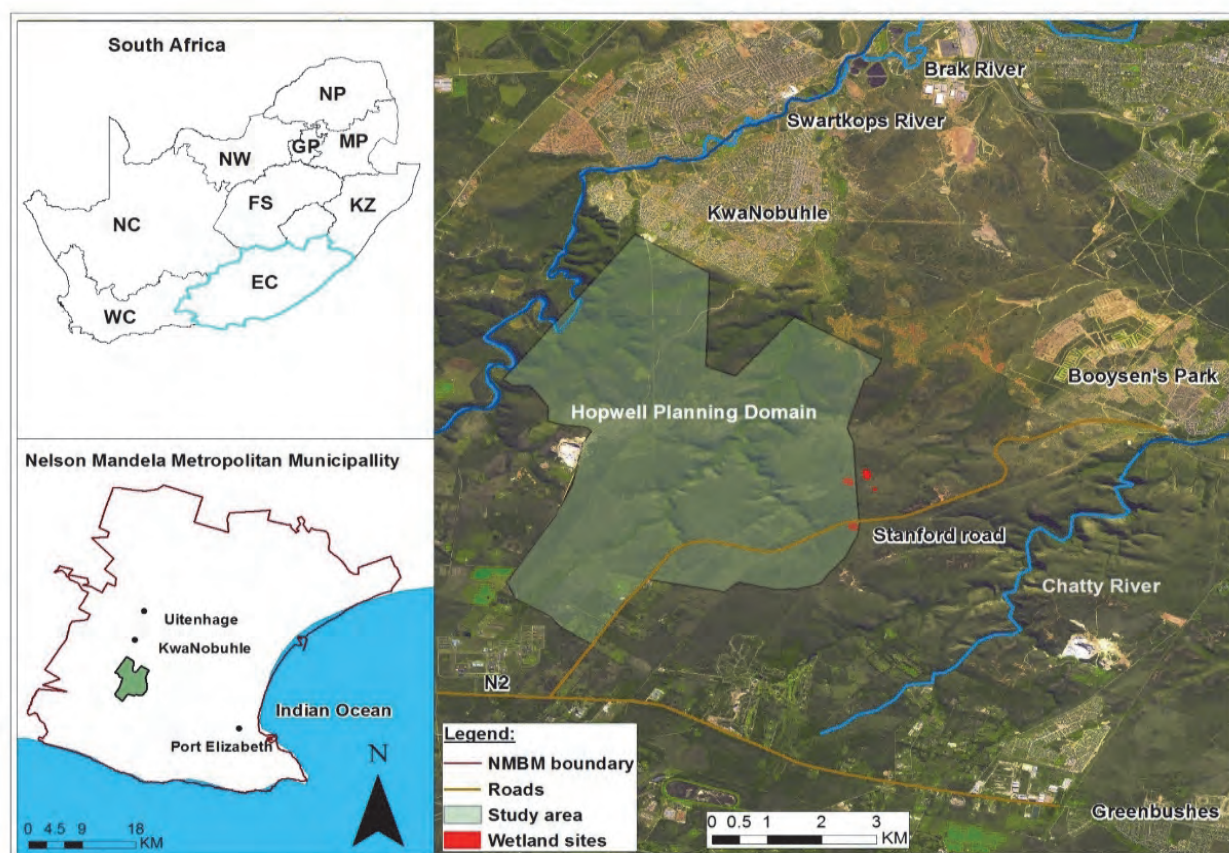 South Africa
NP
NW
GP
MP
FS
KZ
NC
EC
WC
Nelson Mandela Metropolitan Municipallity
Uitenhage
KwaNobuhle
Indian Ocean
Port Elizabeth
N
0 4.5 9 18
KM
Brak River
Swartkops River
KwaNobuhle
Booysen's Park
Hopwell Planning Domain
Stanford road
Chatty River
N2
Greenbushes
Legend:
NMBM boundary
Roads
Study area
Wetland sites
0 0.5 1 2 3
KM